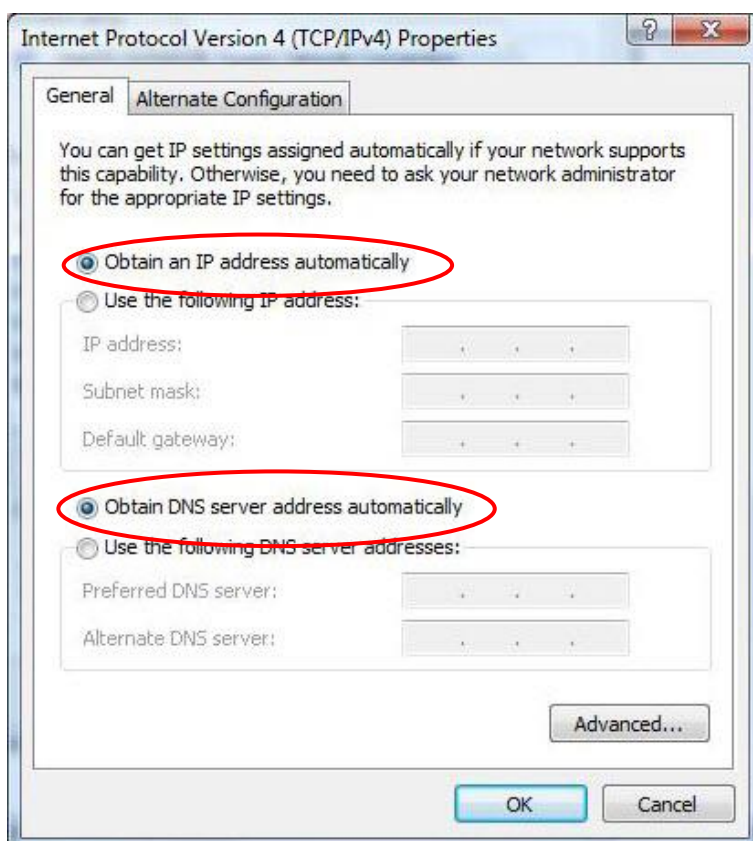 Internet Protocol Version 4 (TCP/IPv4) Properties
General
Alternate Configuration
You can get IP settings assigned automatically if your network supports
this capability. Otherwise, you need to ask your network administrator
for the appropriate IP settings.
Obtain an IP address automatically
Use the following IP address:
IP address:
Subnet mask:
Default gateway:
Obtain DNS server address automatically
Use the following DNS server addresses:
Preferred DNS server:
Alternate DNS server:
Advanced...
OK
Cancel